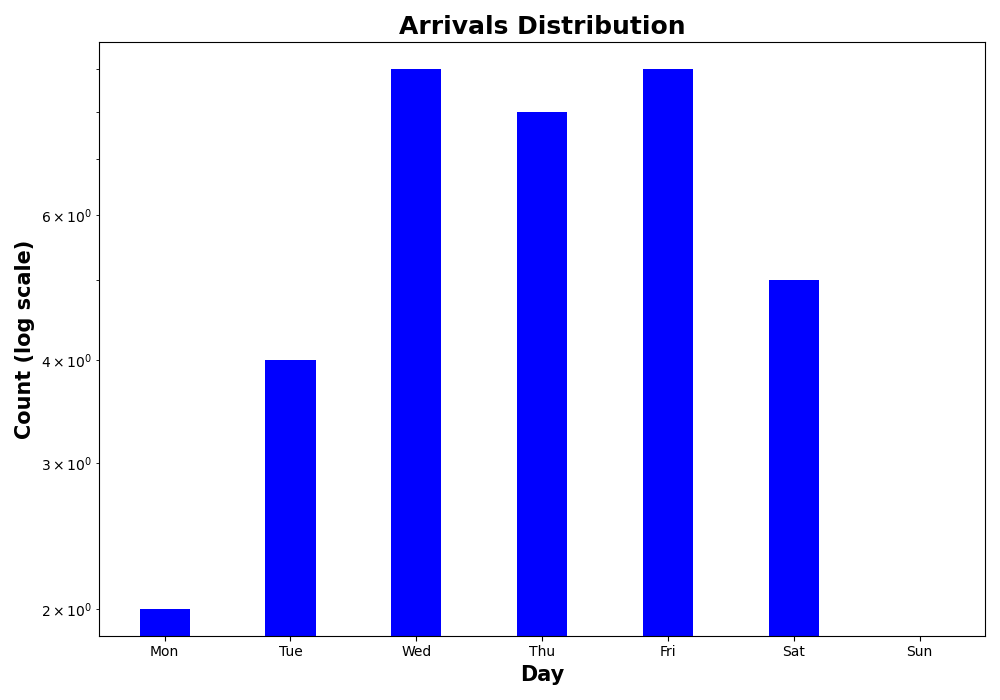 Arrivals Distribution
6 × 10⁰
4 × 10⁰
3 × 10⁰
2 × 10⁰
Count (log scale)
Mon Tue Wed Thu Fri Sat Sun
Day